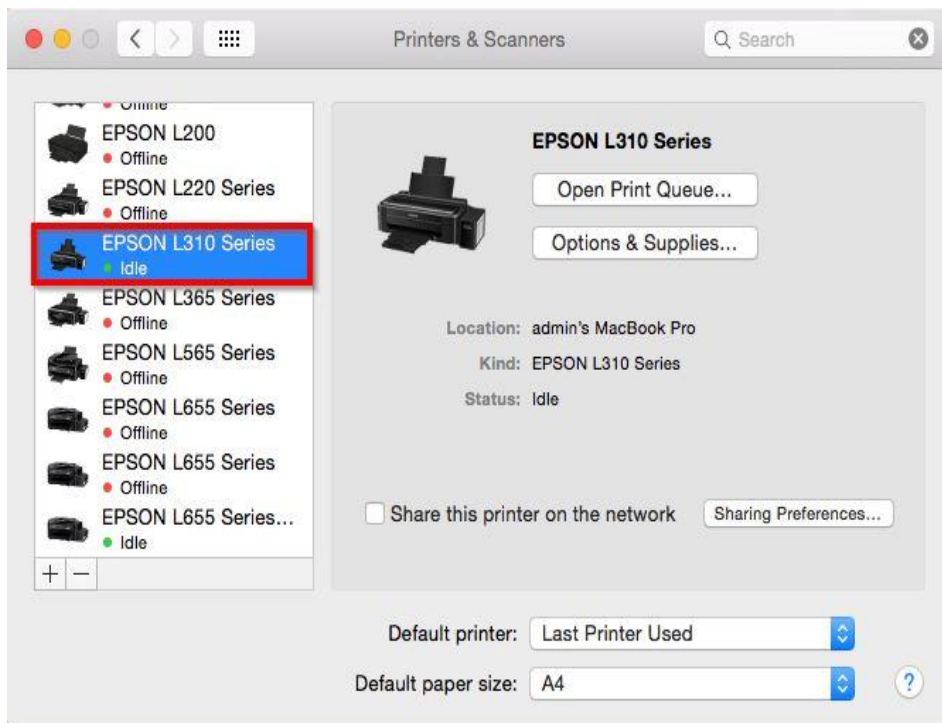 Printers & Scanners
Search
Offline
EPSON L200
Offline
EPSON L220 Series
Offline
EPSON L310 Series
Idle
EPSON L365 Series
Offline
EPSON L565 Series
Offline
EPSON L655 Series
Offline
EPSON L655 Series
Offline
EPSON L655 Series...
Idle
+ −
EPSON L310 Series
Open Print Queue...
Options & Supplies...
Location: admin's MacBook Pro
Kind: EPSON L310 Series
Status: Idle
Share this printer on the network Sharing Preferences...
Default printer: Last Printer Used
Default paper size: A4 ?